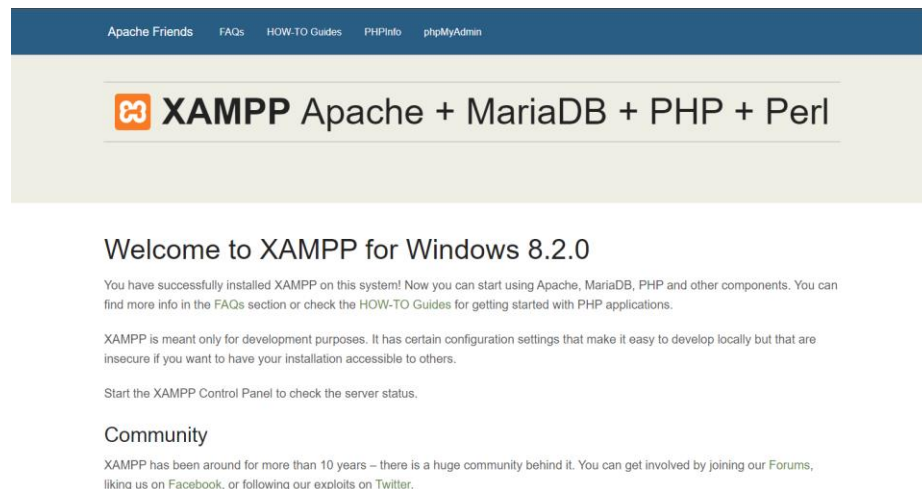 Apache Friends FAQs HOW-TO Guides PHPInfo phpMyAdmin
XAMPP Apache + MariaDB + PHP + Perl
Welcome to XAMPP for Windows 8.2.0
You have successfully installed XAMPP on this system! Now you can start using Apache, MariaDB, PHP and other components. You can
find more info in the FAQs section or check the HOW-TO Guides for getting started with PHP applications.
XAMPP is meant only for development purposes. It has certain configuration settings that make it easy to develop locally but that are
insecure if you want to have your installation accessible to others.
Start the XAMPP Control Panel to check the server status.
Community
XAMPP has been around for more than 10 years – there is a huge community behind it. You can get involved by joining our Forums,
liking us on Facebook, or following our exploits on Twitter.